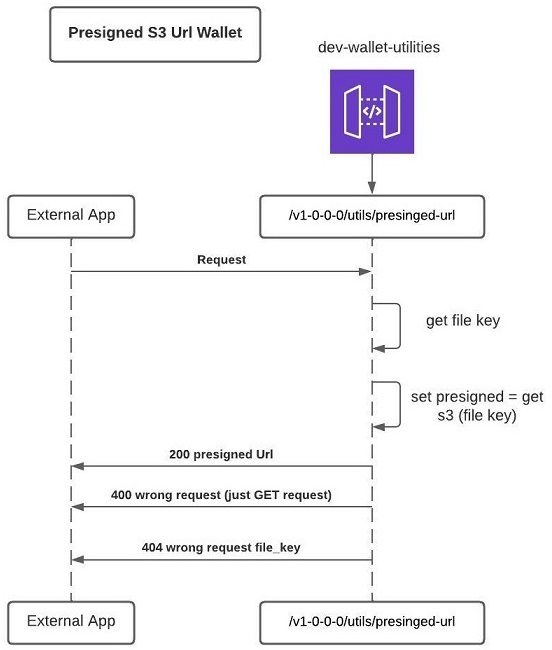 Presigned S3 Url Wallet
dev-wallet-utilities
</>
External App
/v1-0-0-0/utils/presinged-url
Request
get file key
set presigned = get
s3 (file key)
200 presigned Url
400 wrong request (just GET request)
404 wrong request file_key
External App
/v1-0-0-0/utils/presinged-url